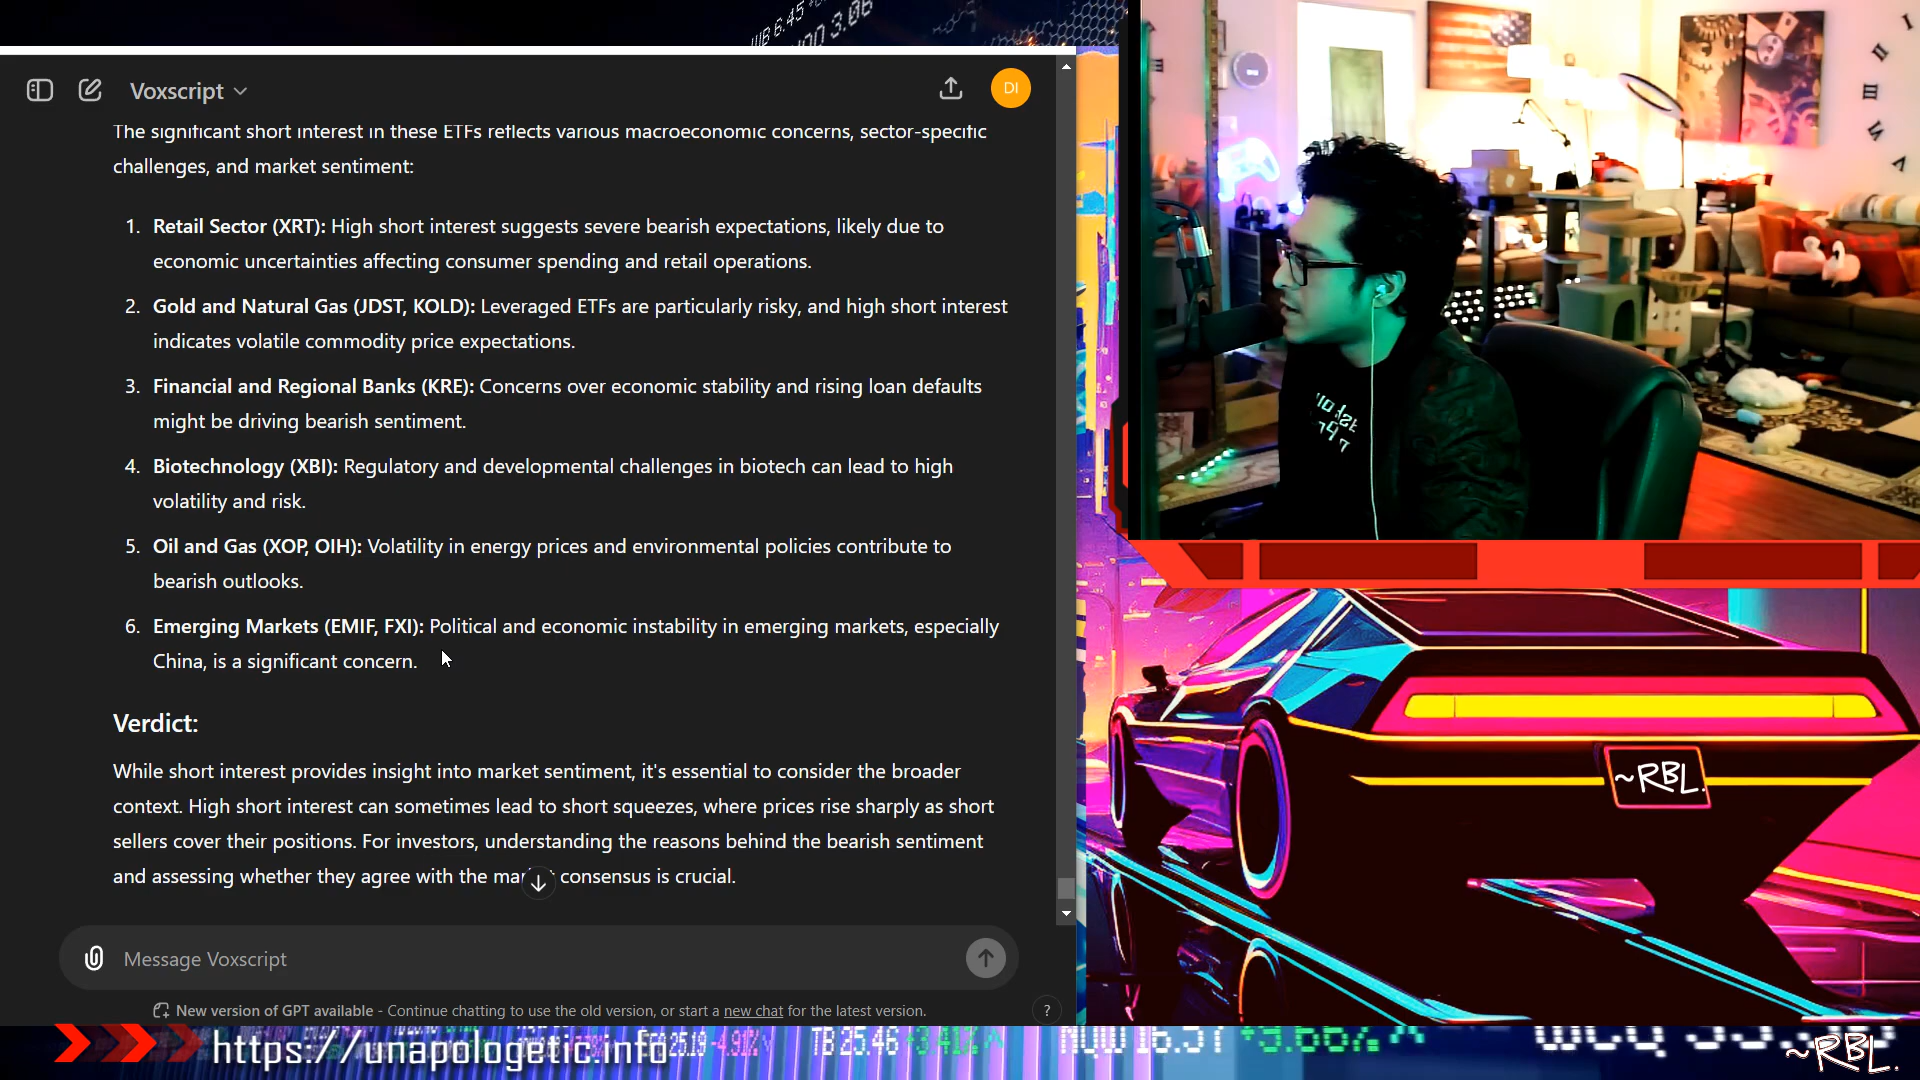 Voxscript
DI
The significant short interest in these ETFs reflects various macroeconomic concerns, sector-specific
challenges, and market sentiment:
1. Retail Sector (XRT): High short interest suggests severe bearish expectations, likely due to
economic uncertainties affecting consumer spending and retail operations.
2. Gold and Natural Gas (JDST, KOLD): Leveraged ETFs are particularly risky, and high short interest
indicates volatile commodity price expectations.
3. Financial and Regional Banks (KRE): Concerns over economic stability and rising loan defaults
might be driving bearish sentiment.
4. Biotechnology (XBI): Regulatory and developmental challenges in biotech can lead to high
volatility and risk.
5. Oil and Gas (XOP, OIH): Volatility in energy prices and environmental policies contribute to
bearish outlooks.
6. Emerging Markets (EMIF, FXI): Political and economic instability in emerging markets, especially
China, is a significant concern.
Verdict:
While short interest provides insight into market sentiment, it's essential to consider the broader
context. High short interest can sometimes lead to short squeezes, where prices rise sharply as short
sellers cover their positions. For investors, understanding the reasons behind the bearish sentiment
and assessing whether they agree with the consensus is crucial.
Message Voxscript
New version of GPT available - Continue chatting to use the old version, or start a new chat for the latest version.
?
https://unapologetic.info
25.19 -4.91%
TB 25.46 +3.41%
~RBL.
~RBL.